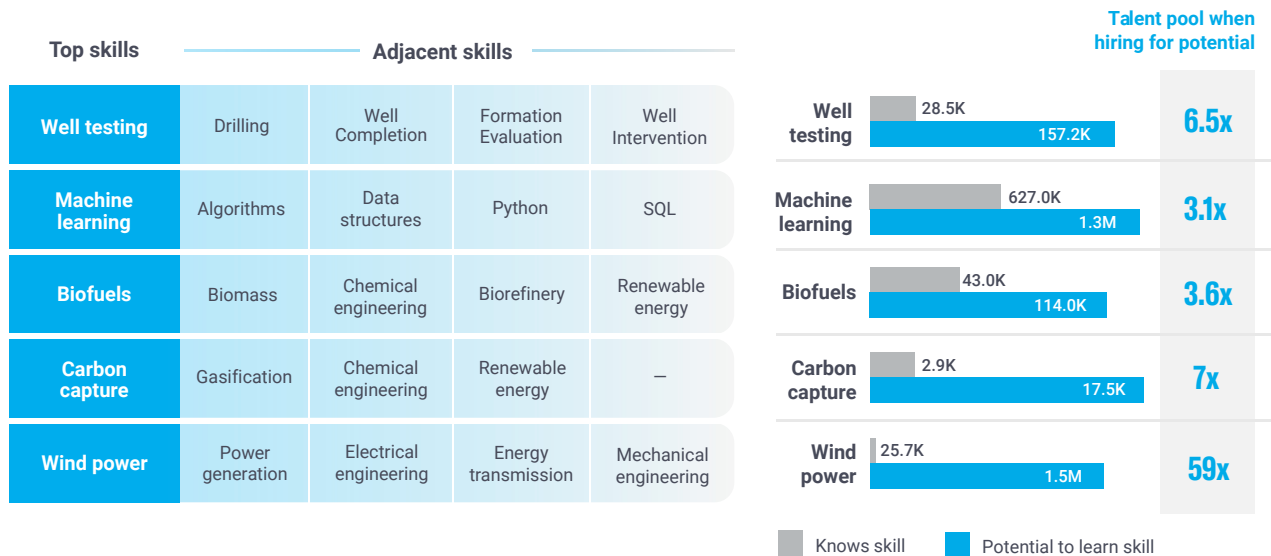 Talent pool when
hiring for potential
Top skills
Adjacent skills
Well testing
Drilling
Well
Completion
Formation
Evaluation
Well
Intervention
Well
testing
28.5K
157.2K
6.5x
Machine
learning
Algorithms
Data
structures
Python
SQL
Machine
learning
627.0K
1.3M
3.1x
Biofuels
Biomass
Chemical
engineering
Biorefinery
Renewable
energy
Biofuels
43.0K
114.0K
3.6x
Carbon
capture
Gasification
Chemical
engineering
Renewable
energy
—
Carbon
capture
2.9K
17.5K
7x
Wind power
Power
generation
Electrical
engineering
Energy
transmission
Mechanical
engineering
Wind
power
25.7K
1.5M
59x
Knows skill
Potential to learn skill